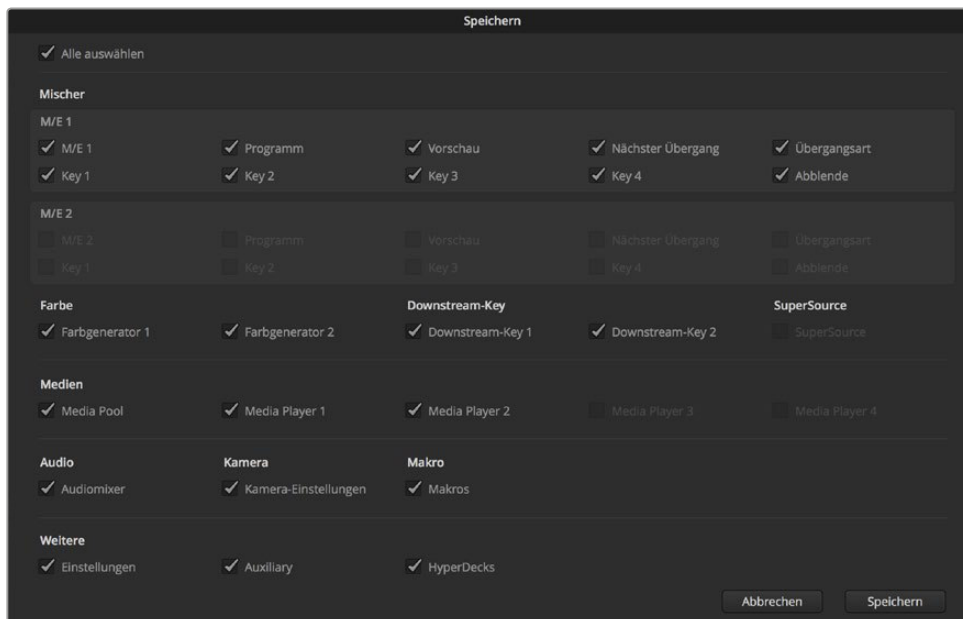 Speichern
Alle auswählen
Mischer
M/E 1
M/E 1 Programm Vorschau Nächster Übergang Übergangsart
Key 1 Key 2 Key 3 Key 4 Abblende
M/E 2
M/E 2 Programm Vorschau Nächster Übergang Übergangsart
Key 1 Key 2 Key 3 Key 4 Abblende
Farbe Downstream-Key SuperSource
Farbgenerator 1 Farbgenerator 2 Downstream-Key 1 Downstream-Key 2 SuperSource
Medien
Media Pool Media Player 1 Media Player 2 Media Player 3 Media Player 4
Audio Kamera Makro
Audiomixer Kamera-Einstellungen Makros
Weitere
Einstellungen Auxiliary HyperDecks
Abbrechen Speichern